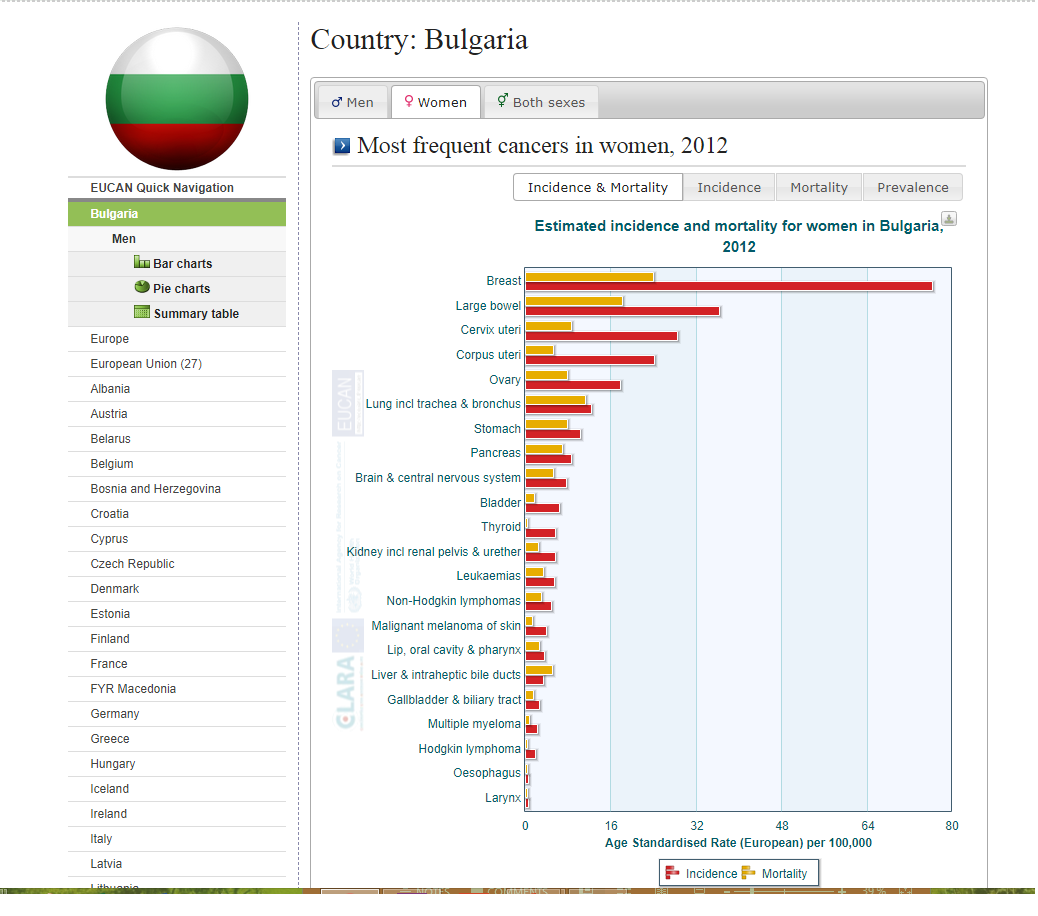 Country: Bulgaria
Men
Women
Both sexes
Most frequent cancers in women, 2012
Incidence & Mortality
Incidence
Mortality
Prevalence
EUCAN Quick Navigation
Bulgaria
Men
Bar charts
Pie charts
Summary table
Europe
European Union (27)
Albania
Austria
Belarus
Belgium
Bosnia and Herzegovina
Croatia
Cyprus
Czech Republic
Denmark
Estonia
Finland
France
FYR Macedonia
Germany
Greece
Hungary
Iceland
Ireland
Italy
Latvia
Lithuania
Estimated incidence and mortality for women in Bulgaria,
2012
Breast
Large bowel
Cervix uteri
Corpus uteri
Ovary
Lung incl trachea & bronchus
Stomach
Pancreas
Brain & central nervous system
Bladder
Thyroid
Kidney incl renal pelvis & urether
Leukaemias
Non-Hodgkin lymphomas
Malignant melanoma of skin
Lip, oral cavity & pharynx
Liver & intraheptic bile ducts
Gallbladder & biliary tract
Multiple myeloma
Hodgkin lymphoma
Oesophagus
Larynx
0 16 32 48 64 80
Age Standardised Rate (European) per 100,000
Incidence Mortality
EUCAN
CLARA
NOTES COMMENTS 39 %